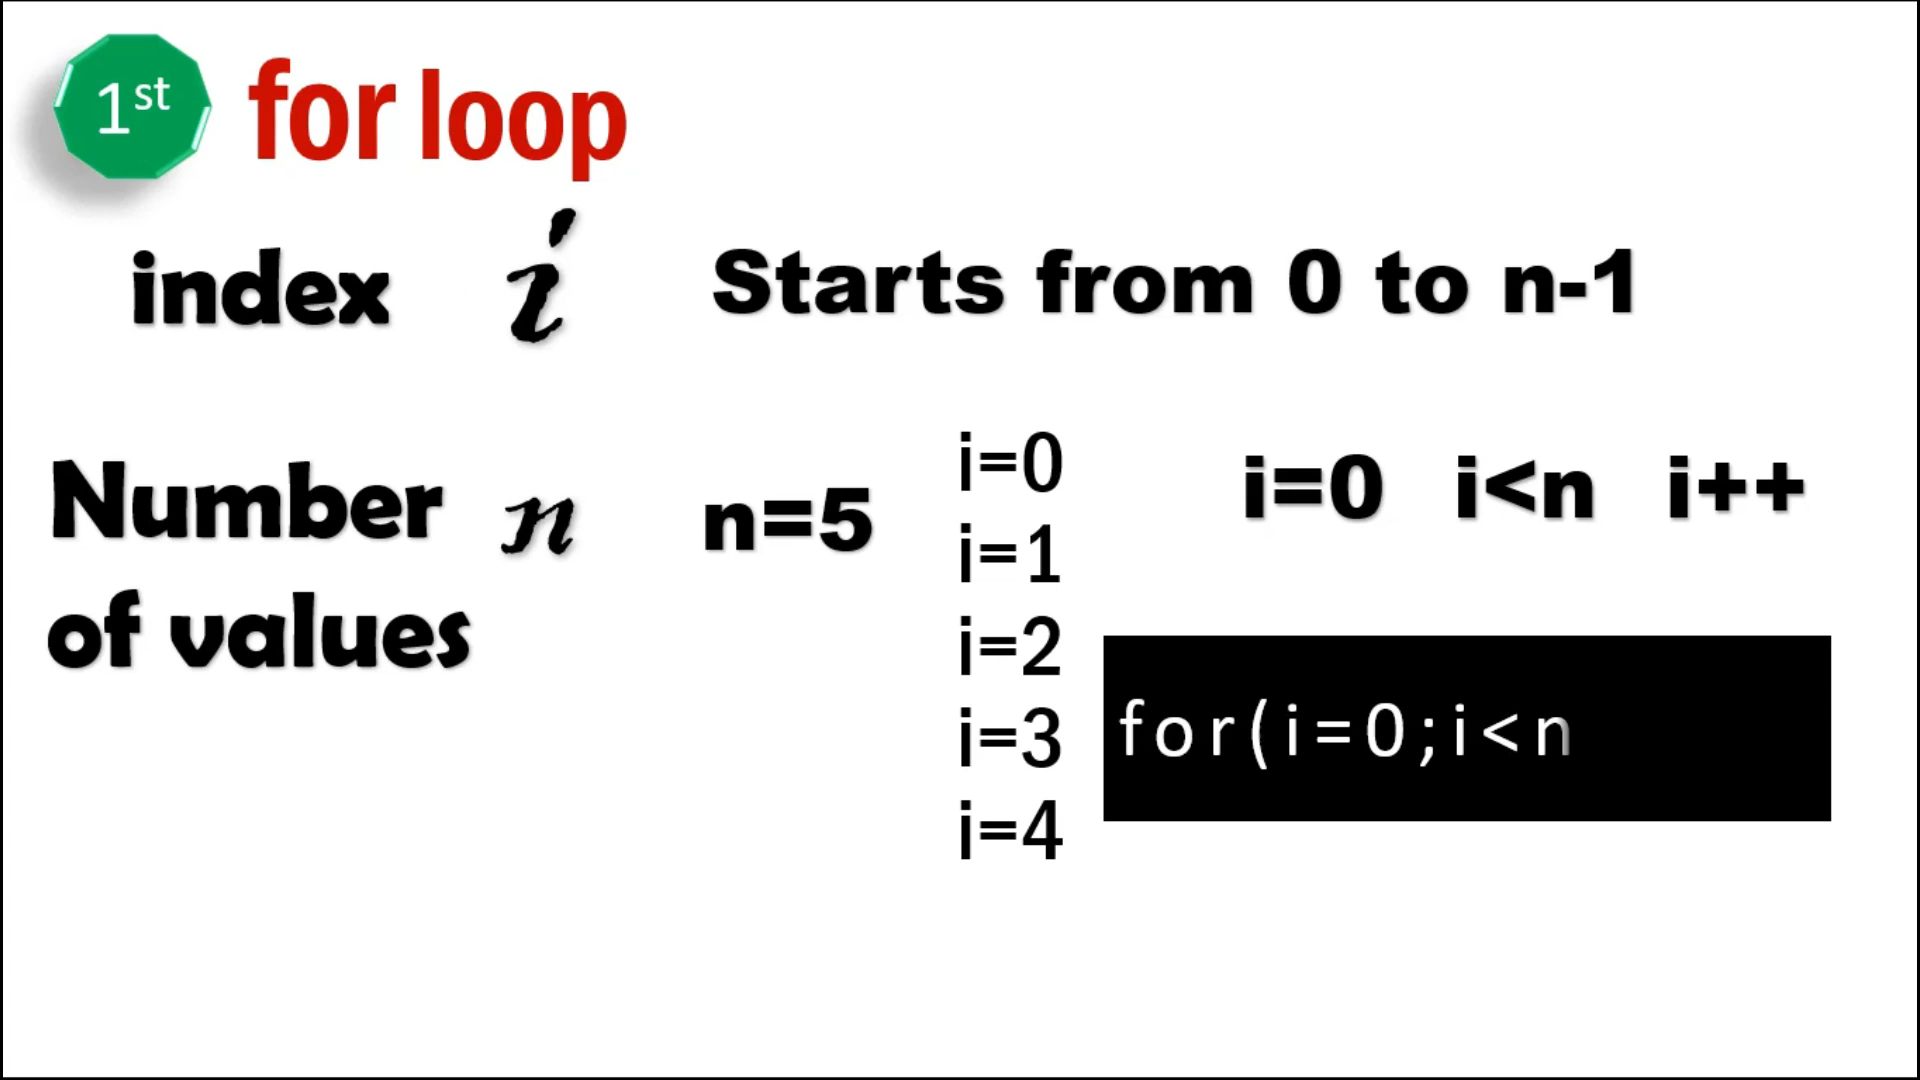 1st for loop
index i Starts from 0 to n-1
Number n n=5
of values
i=0
i=1
i=2
i=3
i=4
i=0 i<n i++
for(i=0;i<n